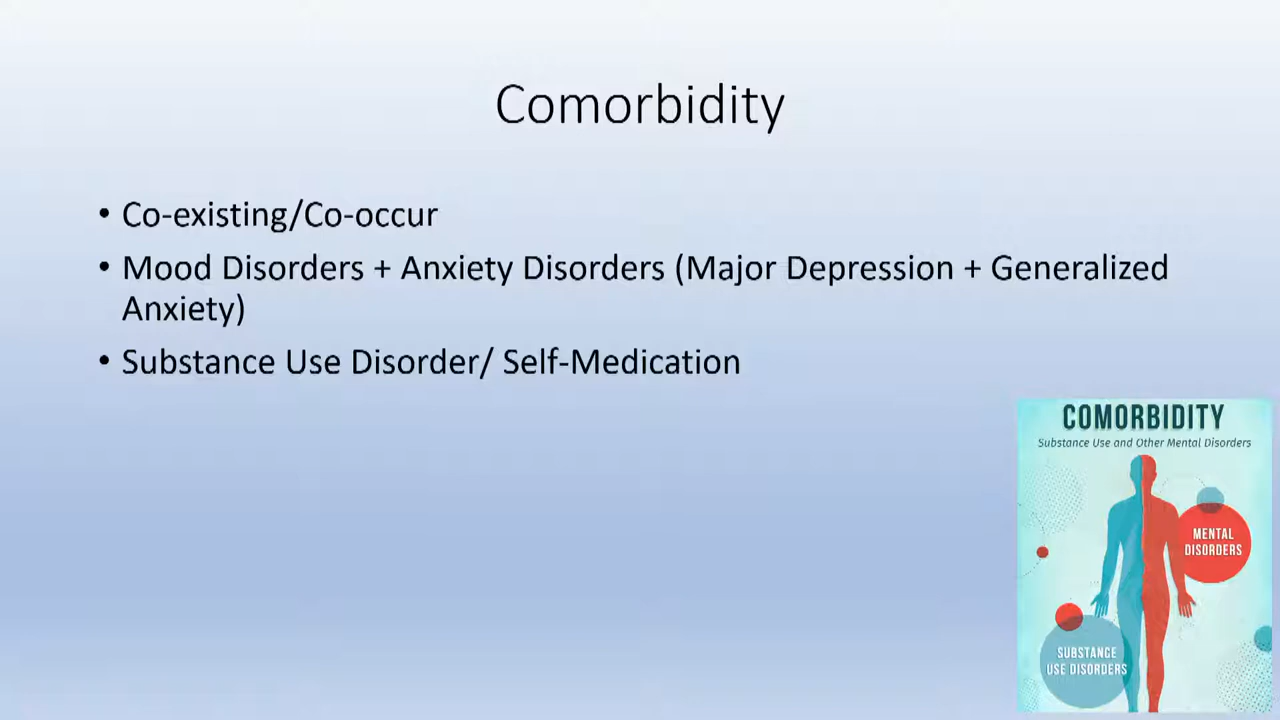 Comorbidity
• Co-existing/Co-occur
• Mood Disorders + Anxiety Disorders (Major Depression + Generalized
Anxiety)
• Substance Use Disorder/ Self-Medication
COMORBIDITY
Substance Use and Other Mental Disorders
MENTAL
DISORDERS
SUBSTANCE
USE DISORDERS